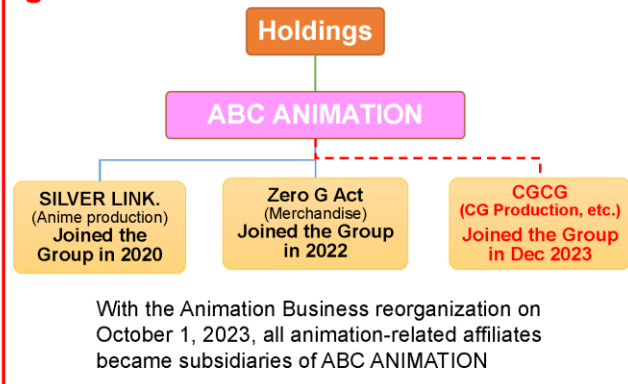 Holdings
ABC ANIMATION
SILVER LINK.
(Anime production)
Joined the
Group in 2020
Zero G Act
(Merchandise)
Joined the Group
in 2022
CGCG
(CG Production, etc.)
Joined the Group
in Dec 2023
With the Animation Business reorganization on
October 1, 2023, all animation-related affiliates
became subsidiaries of ABC ANIMATION